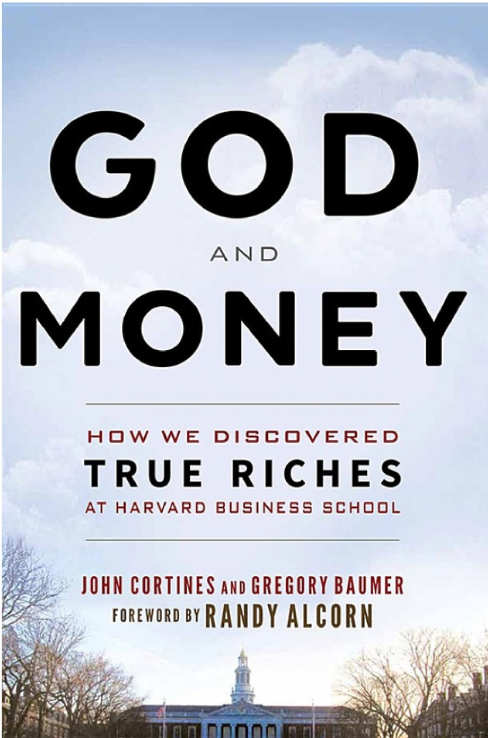 GOD
AND
MONEY
HOW WE DISCOVERED
TRUE RICHES
AT HARVARD BUSINESS SCHOOL
JOHN CORTINES AND GREGORY BAUMER
FOREWORD BY RANDY ALCORN